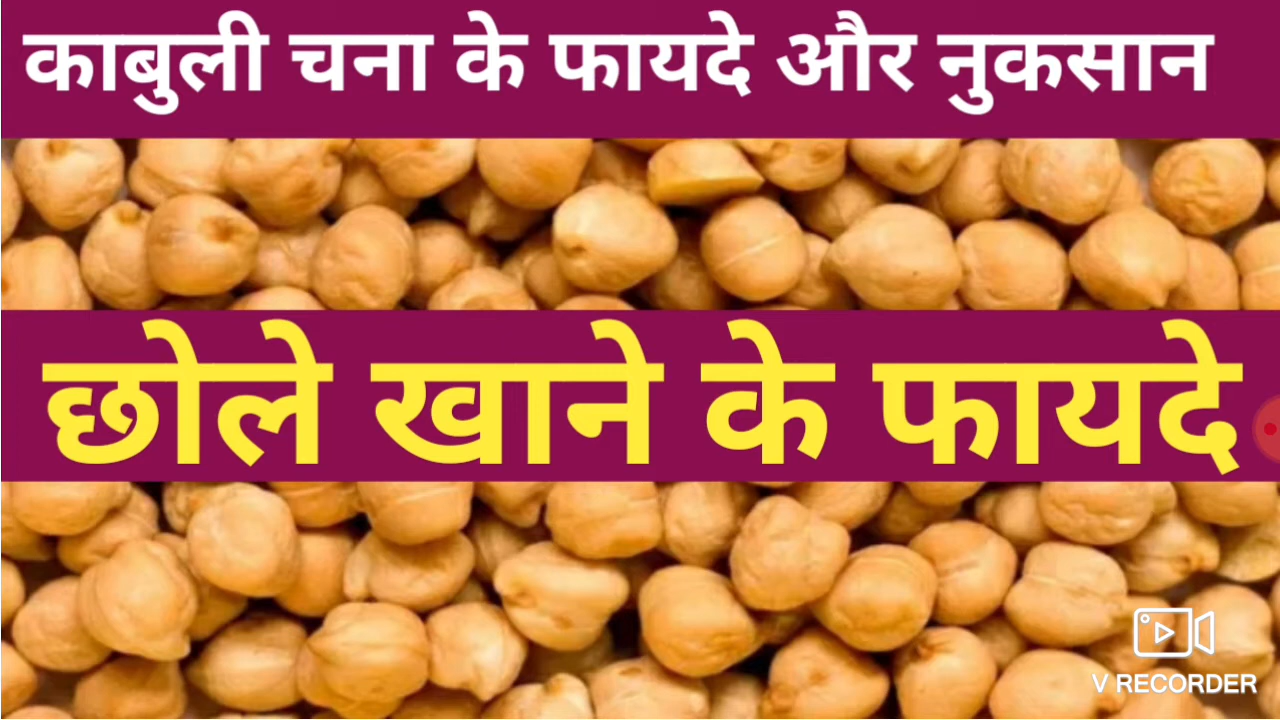 काबुली चना के फायदे और नुकसान
छोले खाने के फायदे
V RECORDER